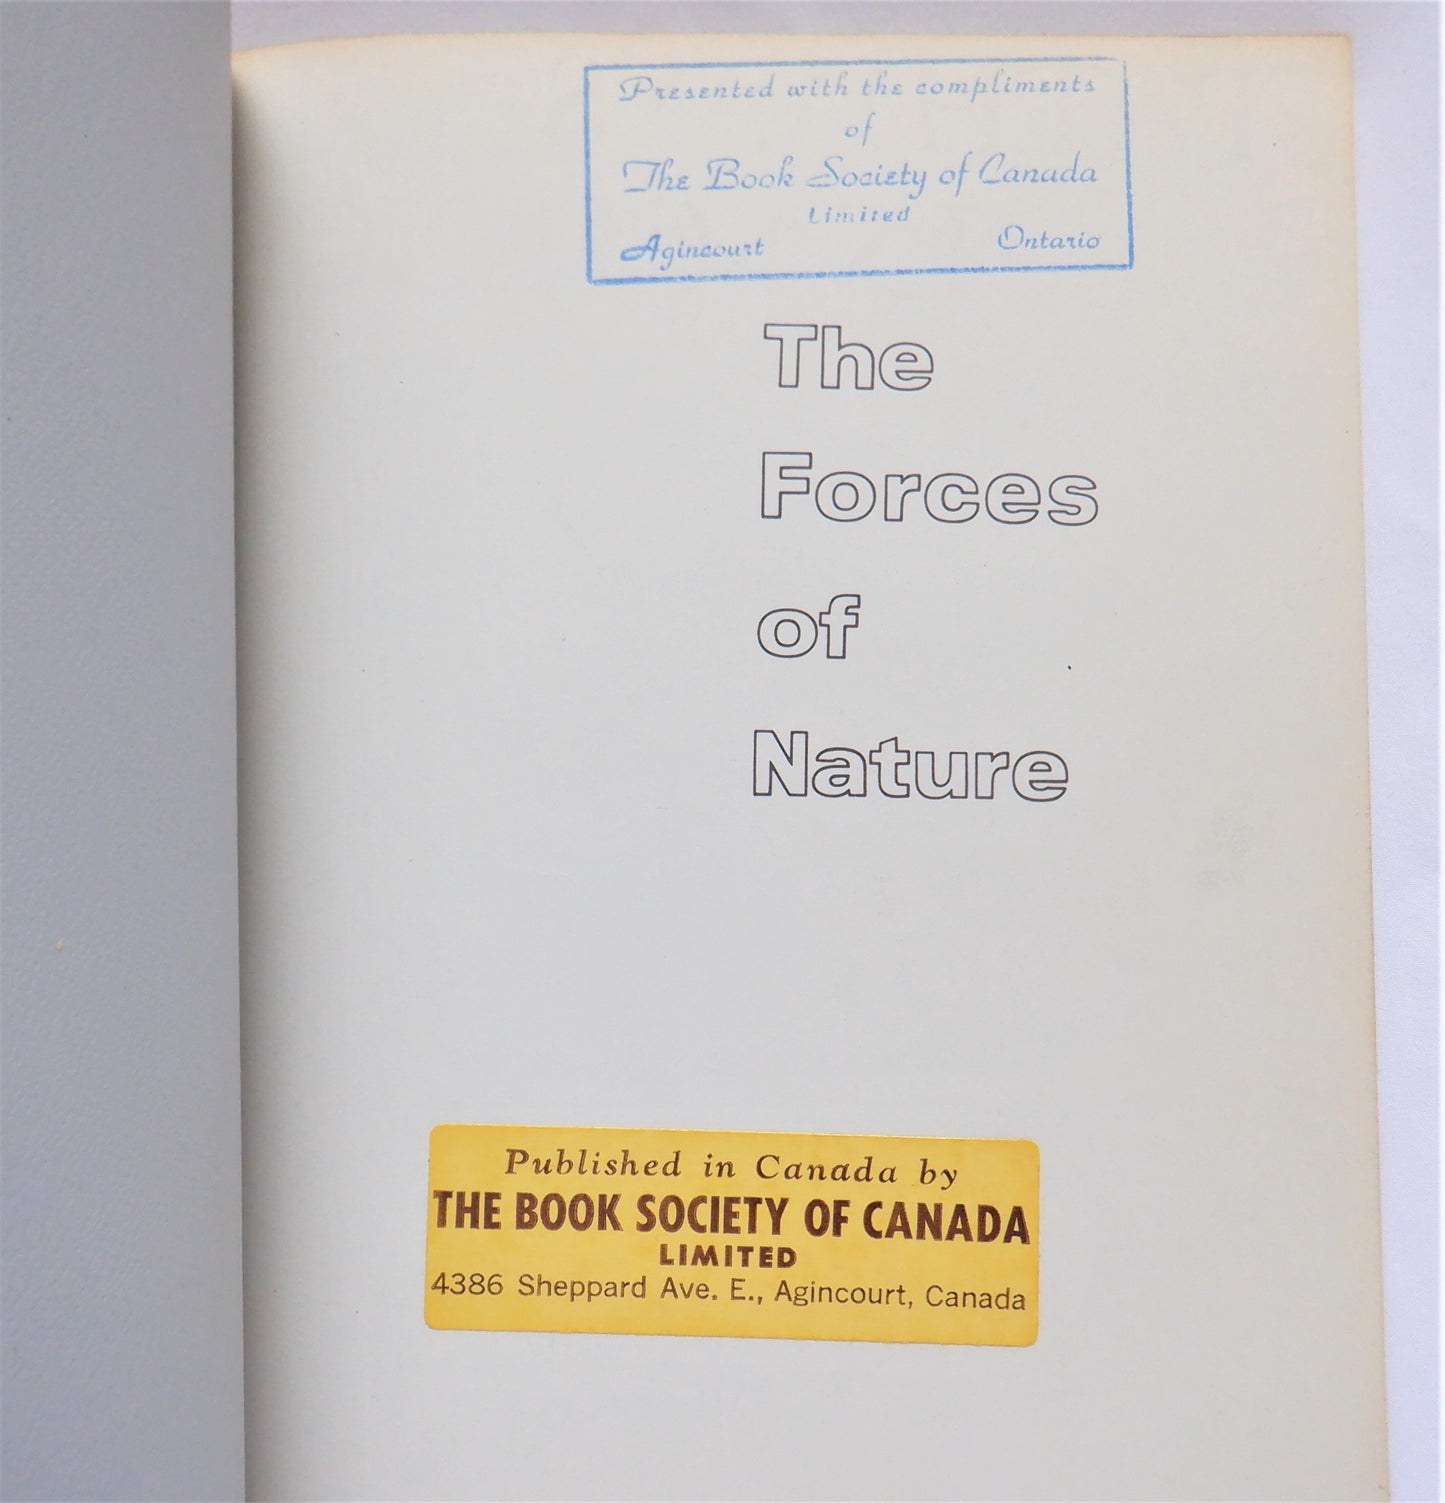 Presented with the compliments
of
The Book Society of Canada
Limited
Agincourt Ontario
The
Forces
of
Nature
Published in Canada by
THE BOOK SOCIETY OF CANADA
LIMITED
4386 Sheppard Ave. E., Agincourt, Canada